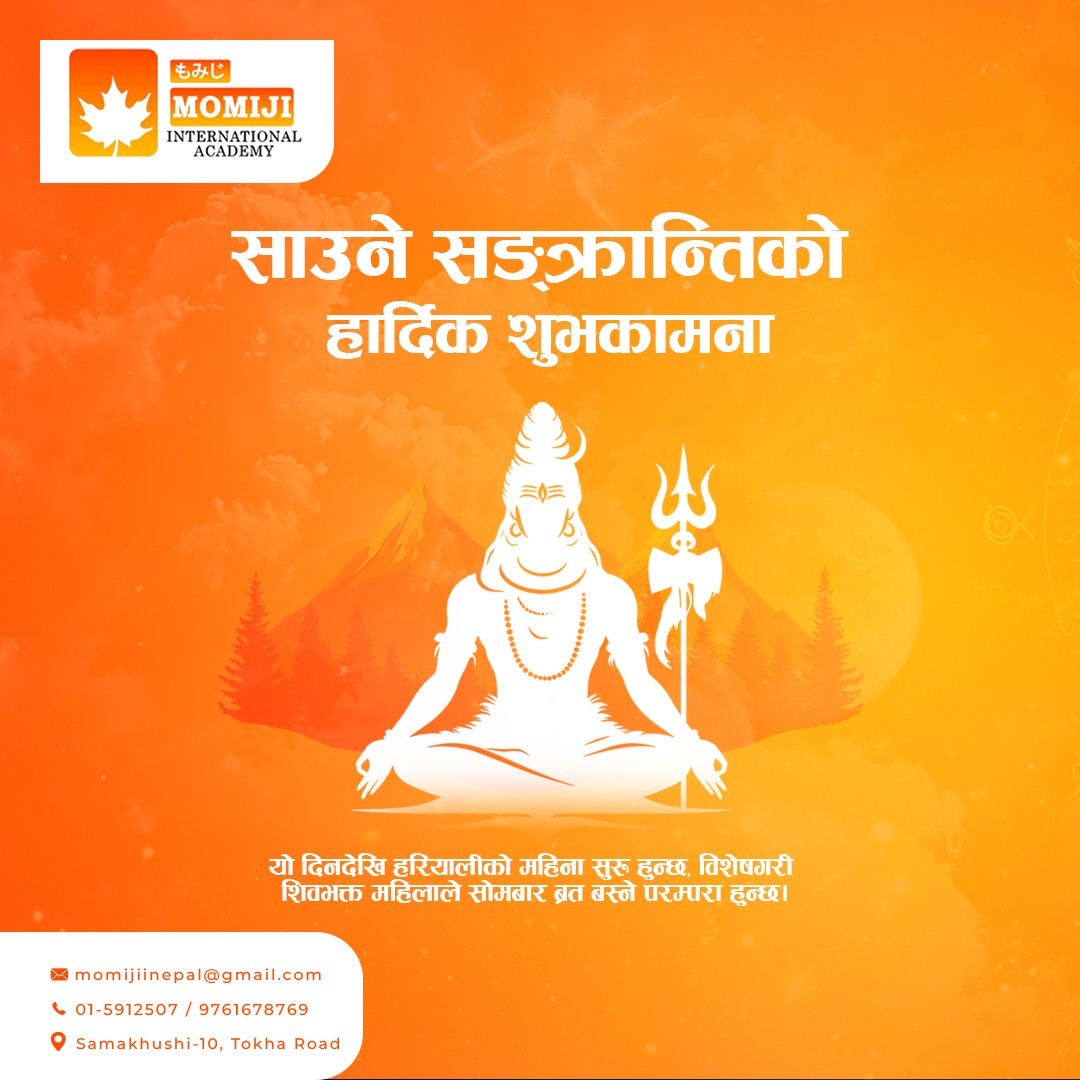 もみじ
MOMIJI
INTERNATIONAL
ACADEMY
साउने सङ्क्रान्तिको
हार्दिक शुभकामना
यो दिनदेखि हरियालीको महिना सुरू हुन्छ, विशेषगरी
शिवभक्त महिलाले सोमबार ब्रत बस्ने परम्परा हुन्छ।
momijiinepal@gmail.com
01-5912507 / 9761678769
Samakhushi-10, Tokha Road